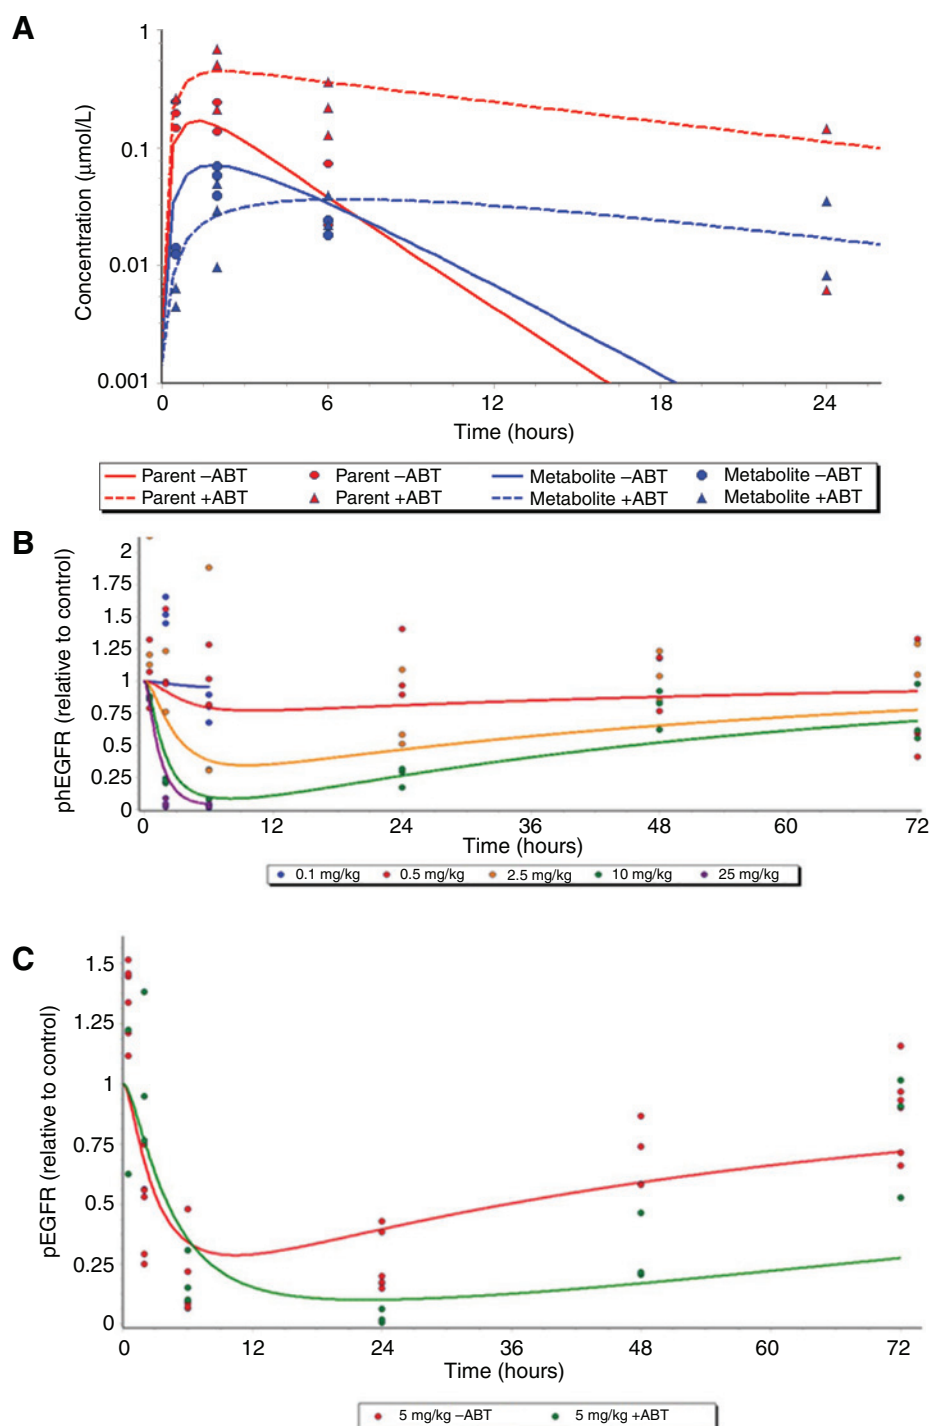 A
Concentration (µmol/L)
1
0.1
0.01
0.001
0 6 12 18 24
Time (hours)
Parent –ABT Parent –ABT Metabolite –ABT Metabolite –ABT
Parent +ABT Parent +ABT Metabolite +ABT Metabolite +ABT
B
phEGFR (relative to control)
2
1.75
1.5
1.25
1
0.75
0.5
0.25
0
0 12 24 36 48 60 72
Time (hours)
0.1 mg/kg 0.5 mg/kg 2.5 mg/kg 10 mg/kg 25 mg/kg
C
pEGFR (relative to control)
1.5
1.25
1
0.75
0.5
0.25
0
0 12 24 36 48 60 72
Time (hours)
5 mg/kg –ABT 5 mg/kg +ABT